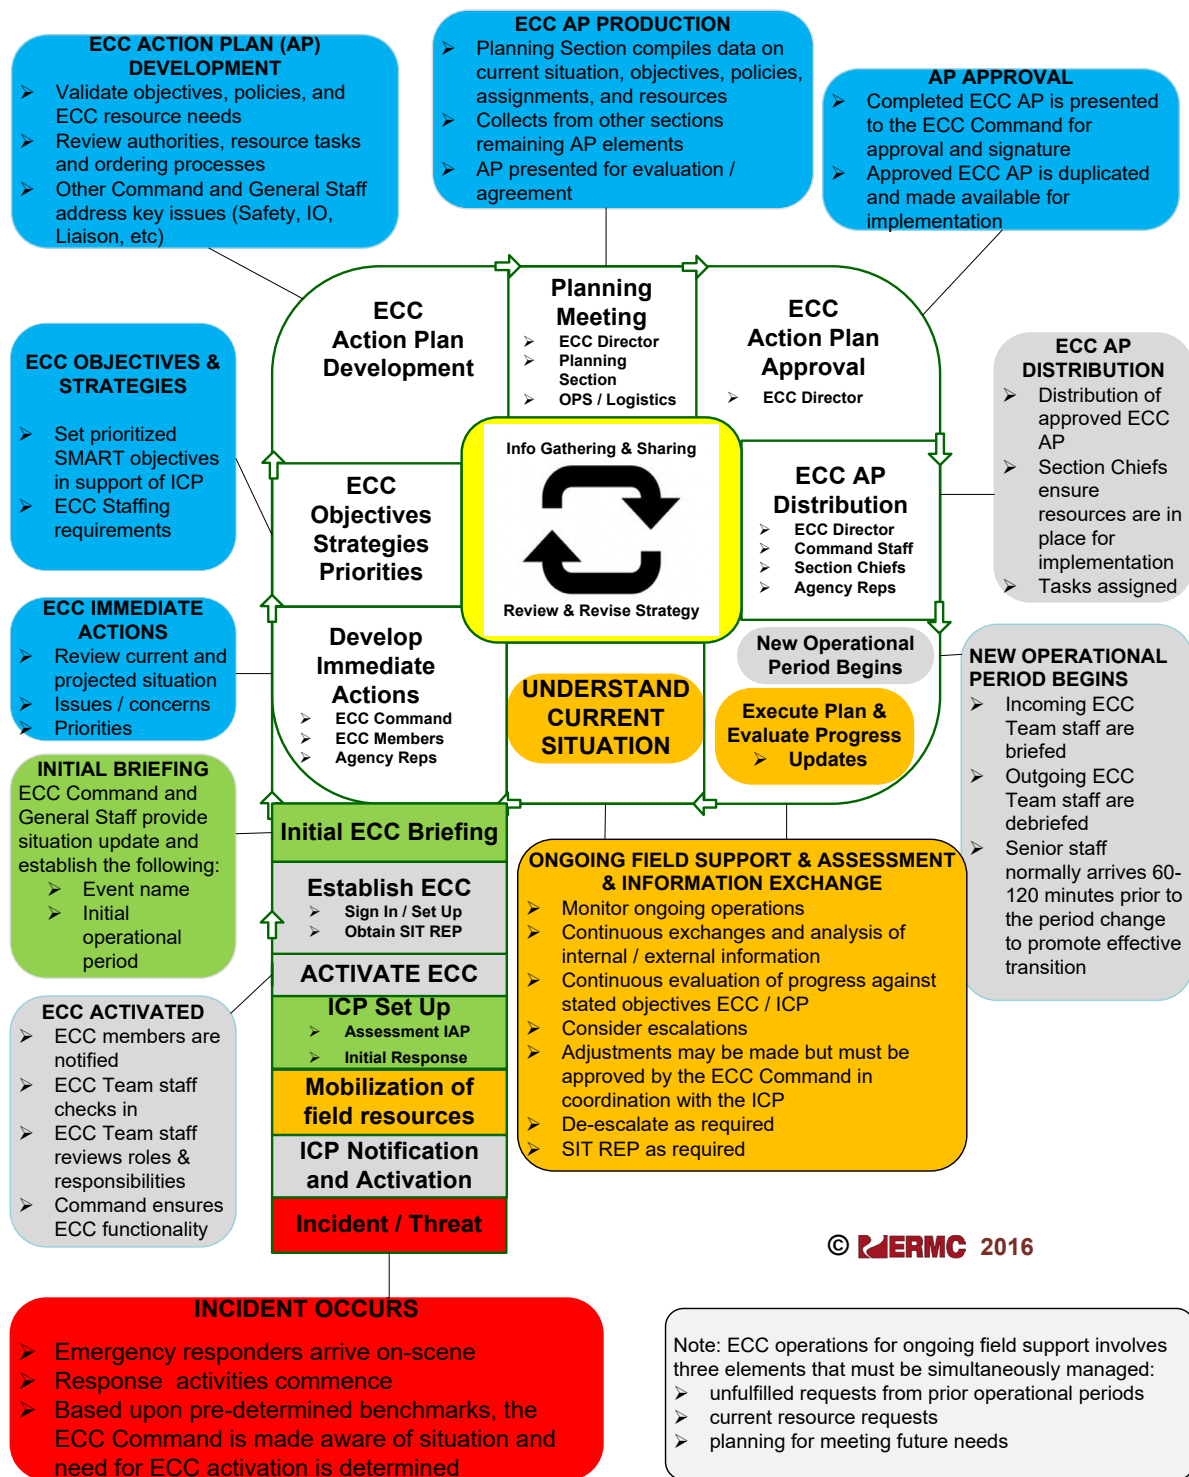 ECC ACTION PLAN (AP)
DEVELOPMENT
➢ Validate objectives, policies, and
ECC resource needs
➢ Review authorities, resource tasks
and ordering processes
➢ Other Command and General Staff
address key issues (Safety, IO,
Liaison, etc)
ECC AP PRODUCTION
➢ Planning Section compiles data on
current situation, objectives, policies,
assignments, and resources
➢ Collects from other sections
remaining AP elements
➢ AP presented for evaluation /
agreement
AP APPROVAL
➢ Completed ECC AP is presented
to the ECC Command for
approval and signature
➢ Approved ECC AP is duplicated
and made available for
implementation
ECC
Action Plan
Development
Planning
Meeting
➢ ECC Director
➢ Planning
Section
➢ OPS / Logistics
ECC
Action Plan
Approval
➢ ECC Director
ECC OBJECTIVES &
STRATEGIES
➢ Set prioritized
SMART objectives
in support of ICP
➢ ECC Staffing
requirements
ECC
Objectives
Strategies
Priorities
Info Gathering & Sharing
Review & Revise Strategy
ECC AP
Distribution
➢ ECC Director
➢ Command Staff
➢ Section Chiefs
➢ Agency Reps
ECC AP
DISTRIBUTION
➢ Distribution of
approved ECC
AP
➢ Section Chiefs
ensure
resources are in
place for
implementation
➢ Tasks assigned
ECC IMMEDIATE
ACTIONS
➢ Review current and
projected situation
➢ Issues / concerns
➢ Priorities
Develop
Immediate
Actions
➢ ECC Command
➢ ECC Members
➢ Agency Reps
UNDERSTAND
CURRENT
SITUATION
New Operational
Period Begins
Execute Plan &
Evaluate Progress
➢ Updates
NEW OPERATIONAL
PERIOD BEGINS
➢ Incoming ECC
Team staff are
briefed
➢ Outgoing ECC
Team staff are
debriefed
➢ Senior staff
normally arrives 60-
120 minutes prior to
the period change
to promote effective
transition
INITIAL BRIEFING
ECC Command and
General Staff provide
situation update and
establish the following:
➢ Event name
➢ Initial
operational
period
Initial ECC Briefing
Establish ECC
➢ Sign In / Set Up
➢ Obtain SIT REP
ACTIVATE ECC
ICP Set Up
➢ Assessment IAP
➢ Initial Response
Mobilization of
field resources
ICP Notification
and Activation
Incident / Threat
ONGOING FIELD SUPPORT & ASSESSMENT
& INFORMATION EXCHANGE
➢ Monitor ongoing operations
➢ Continuous exchanges and analysis of
internal / external information
➢ Continuous evaluation of progress against
stated objectives ECC / ICP
➢ Consider escalations
➢ Adjustments may be made but must be
approved by the ECC Command in
coordination with the ICP
➢ De-escalate as required
➢ SIT REP as required
ECC ACTIVATED
➢ ECC members are
notified
➢ ECC Team staff
checks in
➢ ECC Team staff
reviews roles &
responsibilities
➢ Command ensures
ECC functionality
© ERMC 2016
INCIDENT OCCURS
➢ Emergency responders arrive on-scene
➢ Response activities commence
➢ Based upon pre-determined benchmarks, the
ECC Command is made aware of situation and
need for ECC activation is determined
Note: ECC operations for ongoing field support involves
three elements that must be simultaneously managed:
➢ unfulfilled requests from prior operational periods
➢ current resource requests
➢ planning for meeting future needs